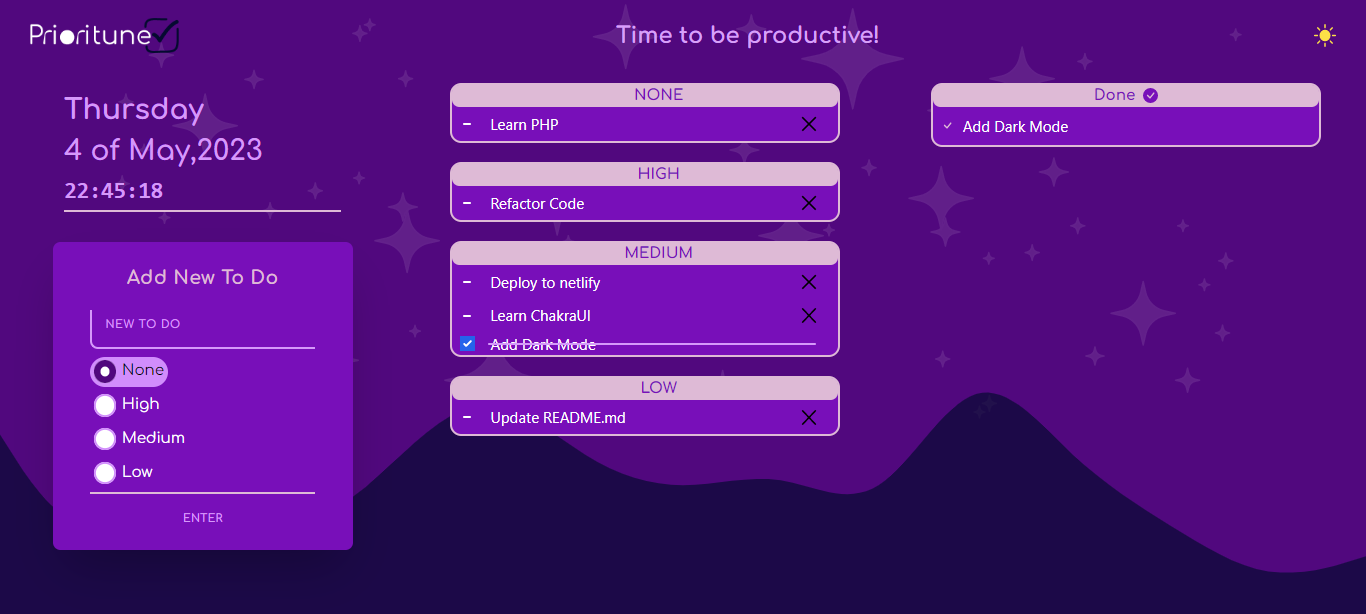 Prioritune
Time to be productive!
Thursday
4 of May,2023
22:45:18
Add New To Do
NEW TO DO
None
High
Medium
Low
ENTER
NONE
Learn PHP
HIGH
Refactor Code
MEDIUM
Deploy to netlify
Learn ChakraUI
Add Dark Mode
LOW
Update README.md
Done
Add Dark Mode